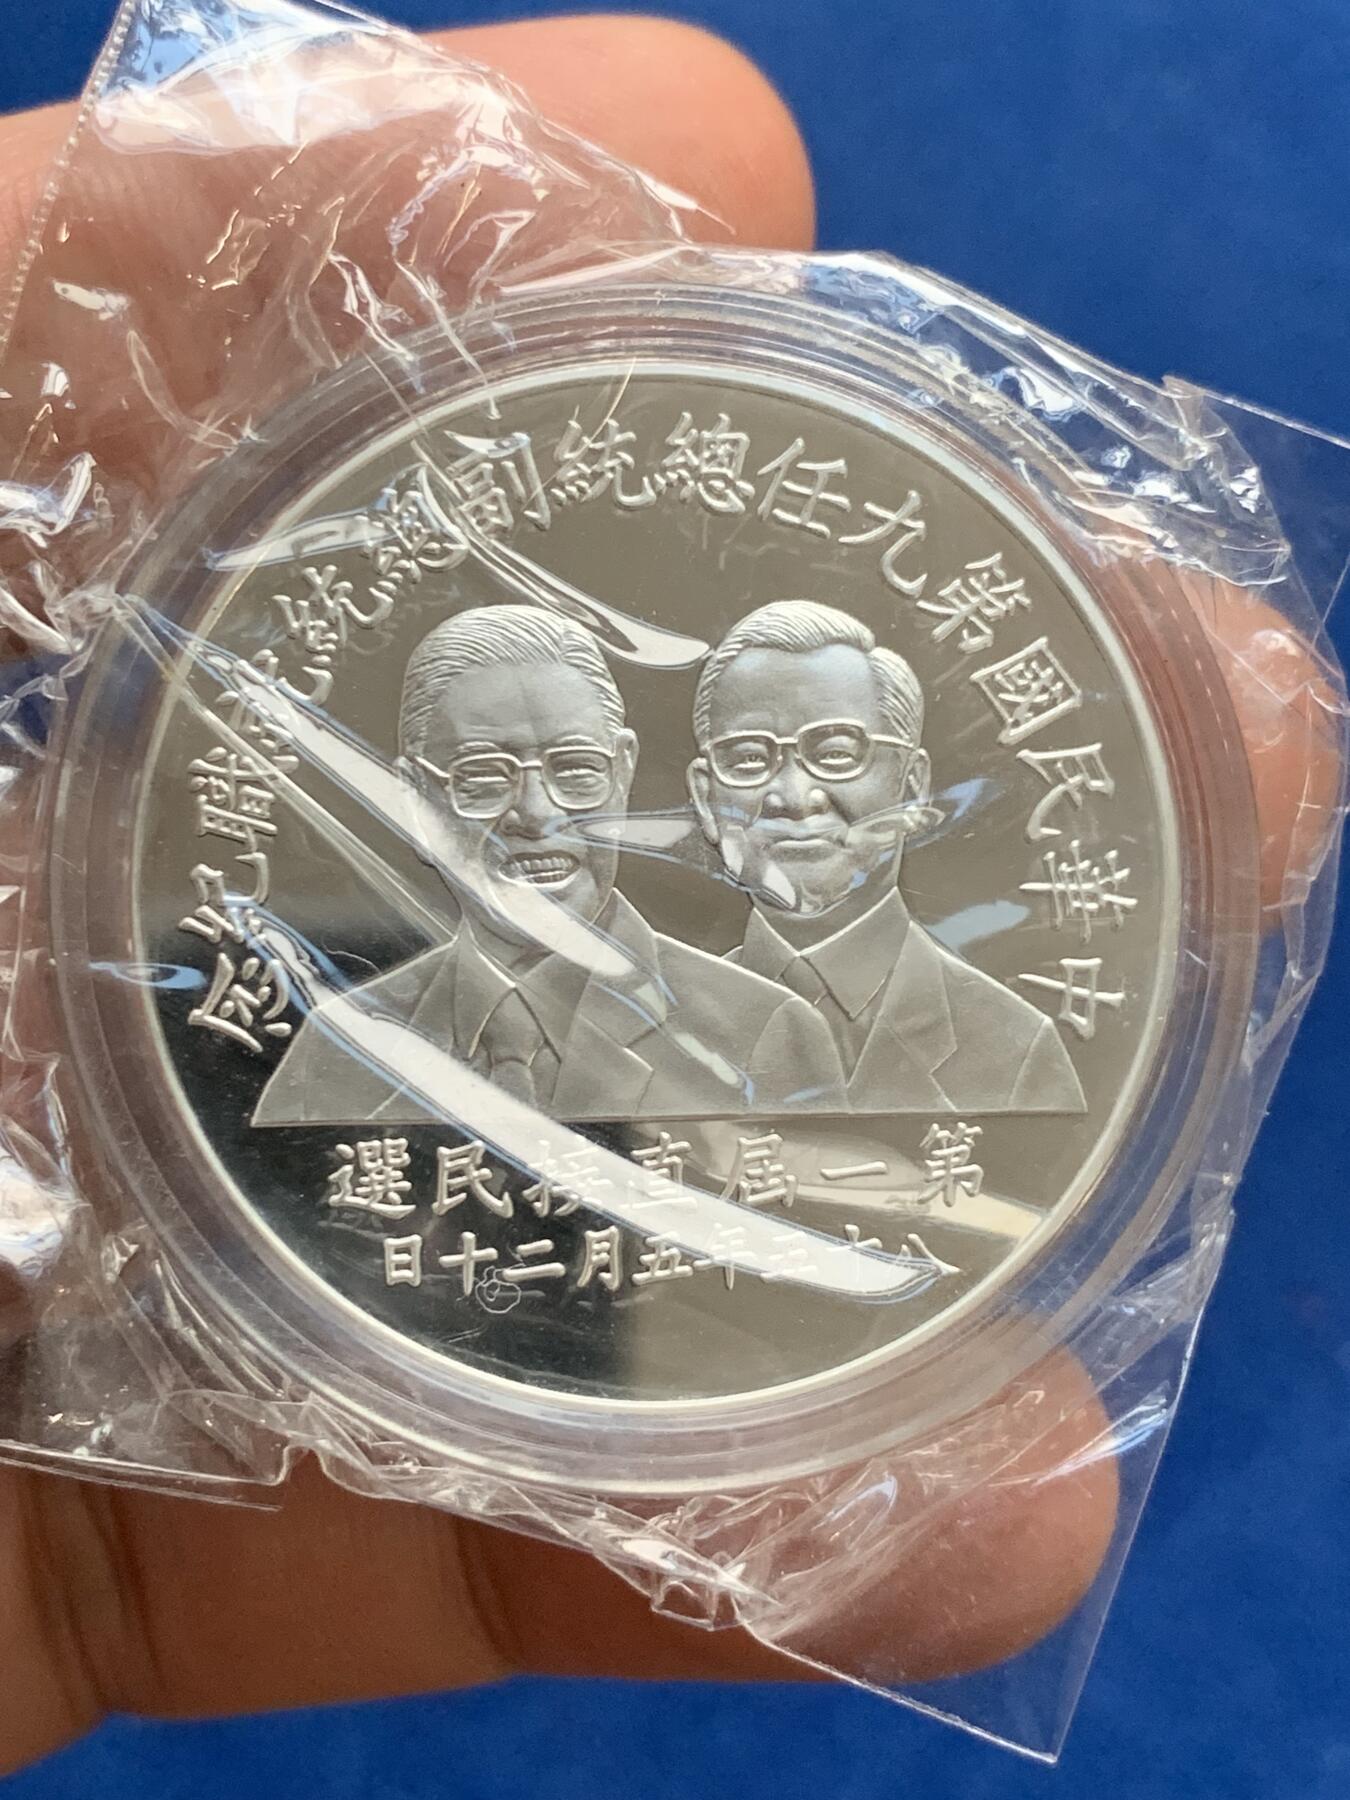 中華民國第九任總統副總統就職紀念
第一屆直接民選
八十五年五月二十日